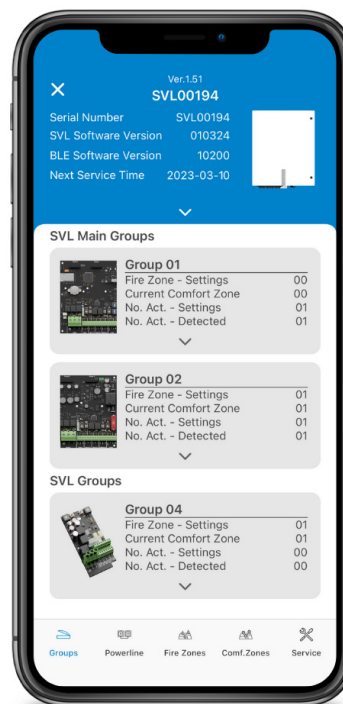 Ver.1.51
SVL00194
Serial Number SVL00194
SVL Software Version 010324
BLE Software Version 10200
Next Service Time 2023-03-10
SVL Main Groups
Group 01
Fire Zone - Settings 00
Current Comfort Zone 00
No. Act. - Settings 01
No. Act. - Detected 01
Group 02
Fire Zone - Settings 01
Current Comfort Zone 01
No. Act. - Settings 01
No. Act. - Detected 01
SVL Groups
Group 04
Fire Zone - Settings 01
Current Comfort Zone 01
No. Act. - Settings 00
No. Act. - Detected 00
Groups Powerline Fire Zones Comf.Zones Service